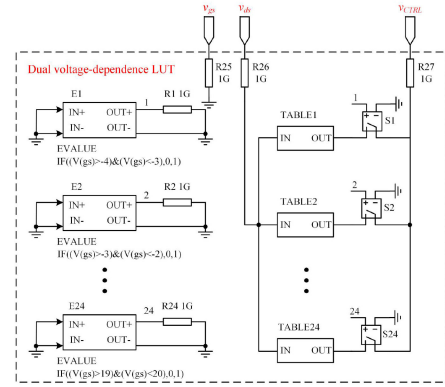 vgs vds vCTRL
Dual voltage-dependence LUT
R25
1G
R26
1G
R27
1G
E1
1
R1 1G
IN+ OUT+
IN- OUT-
EVALUE
IF((V(gs)>-4)&(V(gs)<-3),0,1)
TABLE1
IN OUT
1
+ -
S1
E2
2
R2 1G
IN+ OUT+
IN- OUT-
EVALUE
IF((V(gs)>-3)&(V(gs)<-2),0,1)
TABLE2
IN OUT
2
+ -
S2
E24
24
R24 1G
IN+ OUT+
IN- OUT-
EVALUE
IF((V(gs)>19)&(V(gs)<20),0,1)
TABLE24
IN OUT
24
+ -
S24